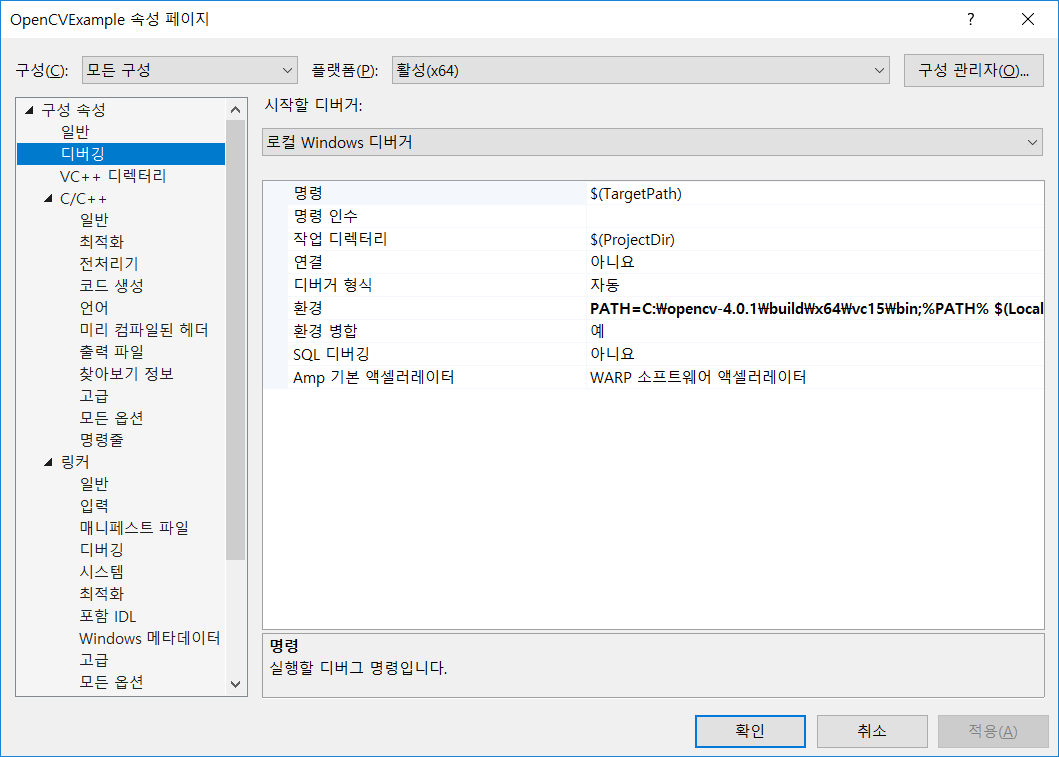 OpenCVExample 속성 페이지
구성(C): 모든 구성 플랫폼(P): 활성(x64) 구성 관리자(O)...
구성 속성
일반
디버깅
VC++ 디렉터리
C/C++
일반
최적화
전처리기
코드 생성
언어
미리 컴파일된 헤더
출력 파일
찾아보기 정보
고급
모든 옵션
명령줄
링커
일반
입력
매니페스트 파일
디버깅
시스템
최적화
포함 IDL
Windows 메타데이터
고급
모든 옵션
시작할 디버거:
로컬 Windows 디버거
명령 $(TargetPath)
명령 인수
작업 디렉터리 $(ProjectDir)
연결 아니요
디버거 형식 자동
환경 PATH=C:₩opencv-4.0.1₩build₩x64₩vc15₩bin;%PATH% $(Local
환경 병합 예
SQL 디버깅 아니요
Amp 기본 액셀러레이터 WARP 소프트웨어 액셀러레이터
명령
실행할 디버그 명령입니다.
확인 취소 적용(A)